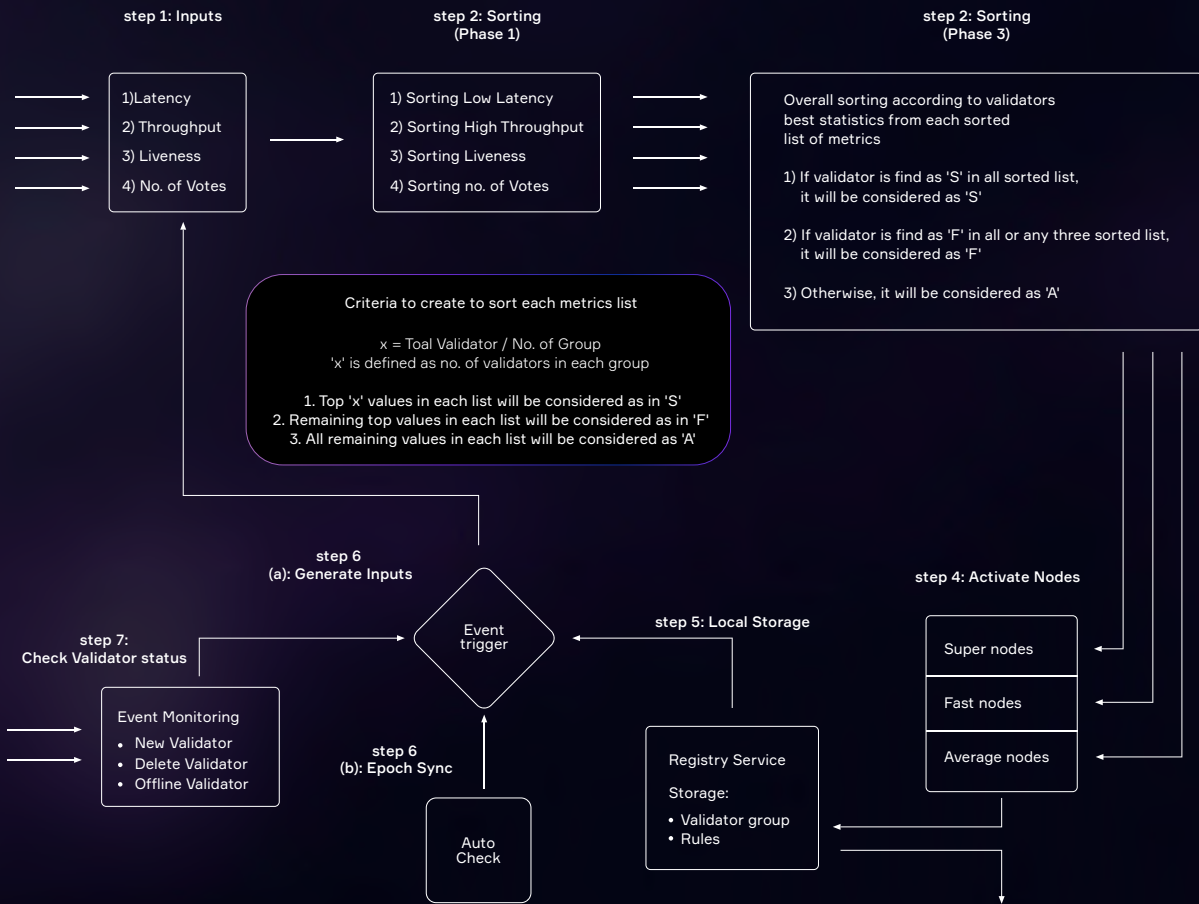 step 1: Inputs
1)Latency
2) Throughput
3) Liveness
4) No. of Votes
step 2: Sorting
(Phase 1)
1) Sorting Low Latency
2) Sorting High Throughput
3) Sorting Liveness
4) Sorting no. of Votes
step 2: Sorting
(Phase 3)
Overall sorting according to validators
best statistics from each sorted
list of metrics
1) If validator is find as 'S' in all sorted list,
it will be considered as 'S'
2) If validator is find as 'F' in all or any three sorted list,
it will be considered as 'F'
3) Otherwise, it will be considered as 'A'
Criteria to create to sort each metrics list
x = Toal Validator / No. of Group
'x' is defined as no. of validators in each group
1. Top 'x' values in each list will be considered as in 'S'
2. Remaining top values in each list will be considered as in 'F'
3. All remaining values in each list will be considered as 'A'
step 4: Activate Nodes
Super nodes
Fast nodes
Average nodes
step 5: Local Storage
Registry Service
Storage:
• Validator group
• Rules
step 6
(a): Generate Inputs
Event
trigger
step 6
(b): Epoch Sync
Auto
Check
step 7:
Check Validator status
Event Monitoring
• New Validator
• Delete Validator
• Offline Validator